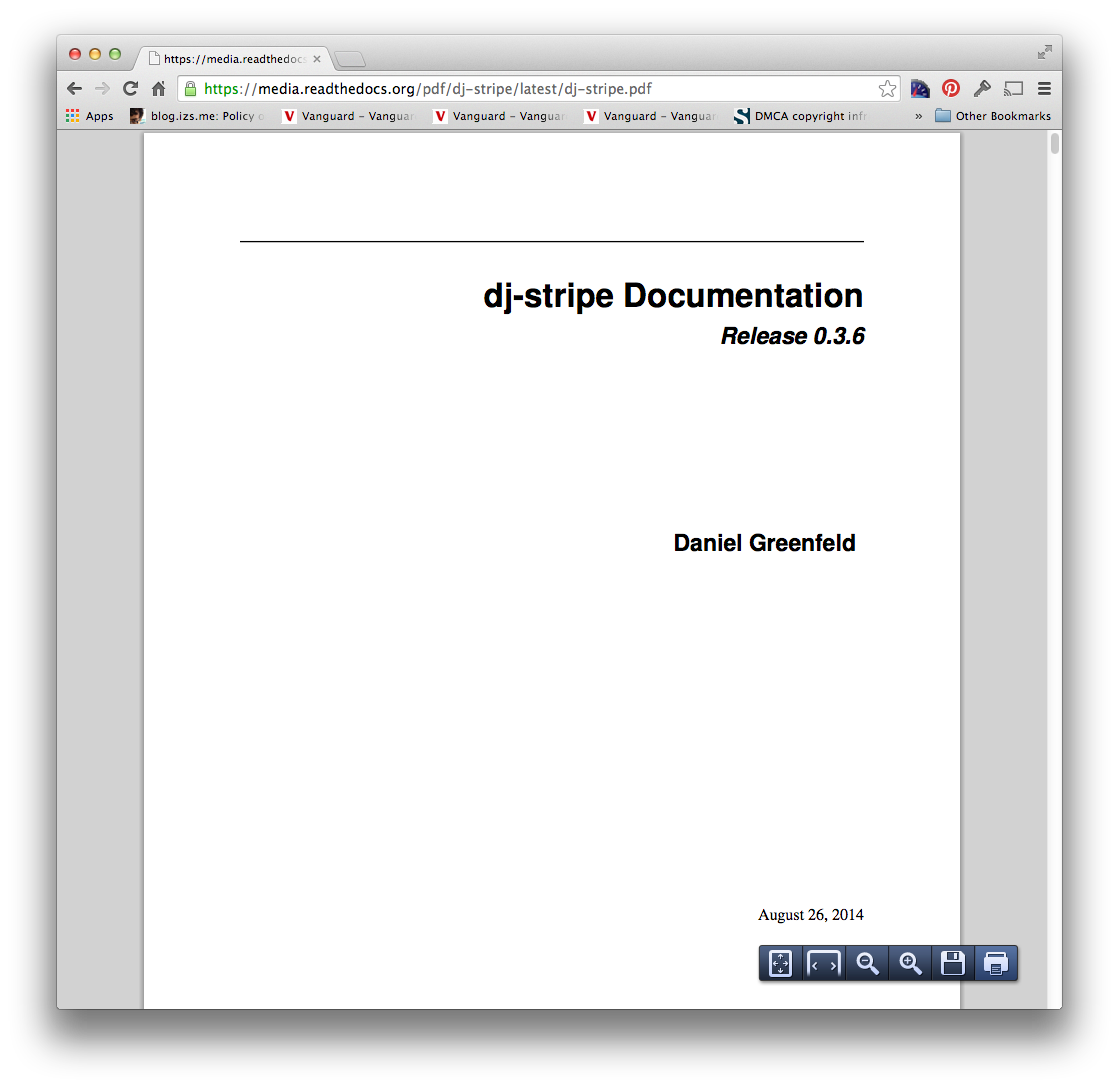 https://media.readthedocs
https://media.readthedocs.org/pdf/dj-stripe/latest/dj-stripe.pdf
Apps blog.izs.me: Policy o Vanguard – Vanguar Vanguard – Vanguar Vanguard – Vanguar DMCA copyright infr » Other Bookmarks
dj-stripe Documentation
Release 0.3.6
Daniel Greenfeld
August 26, 2014